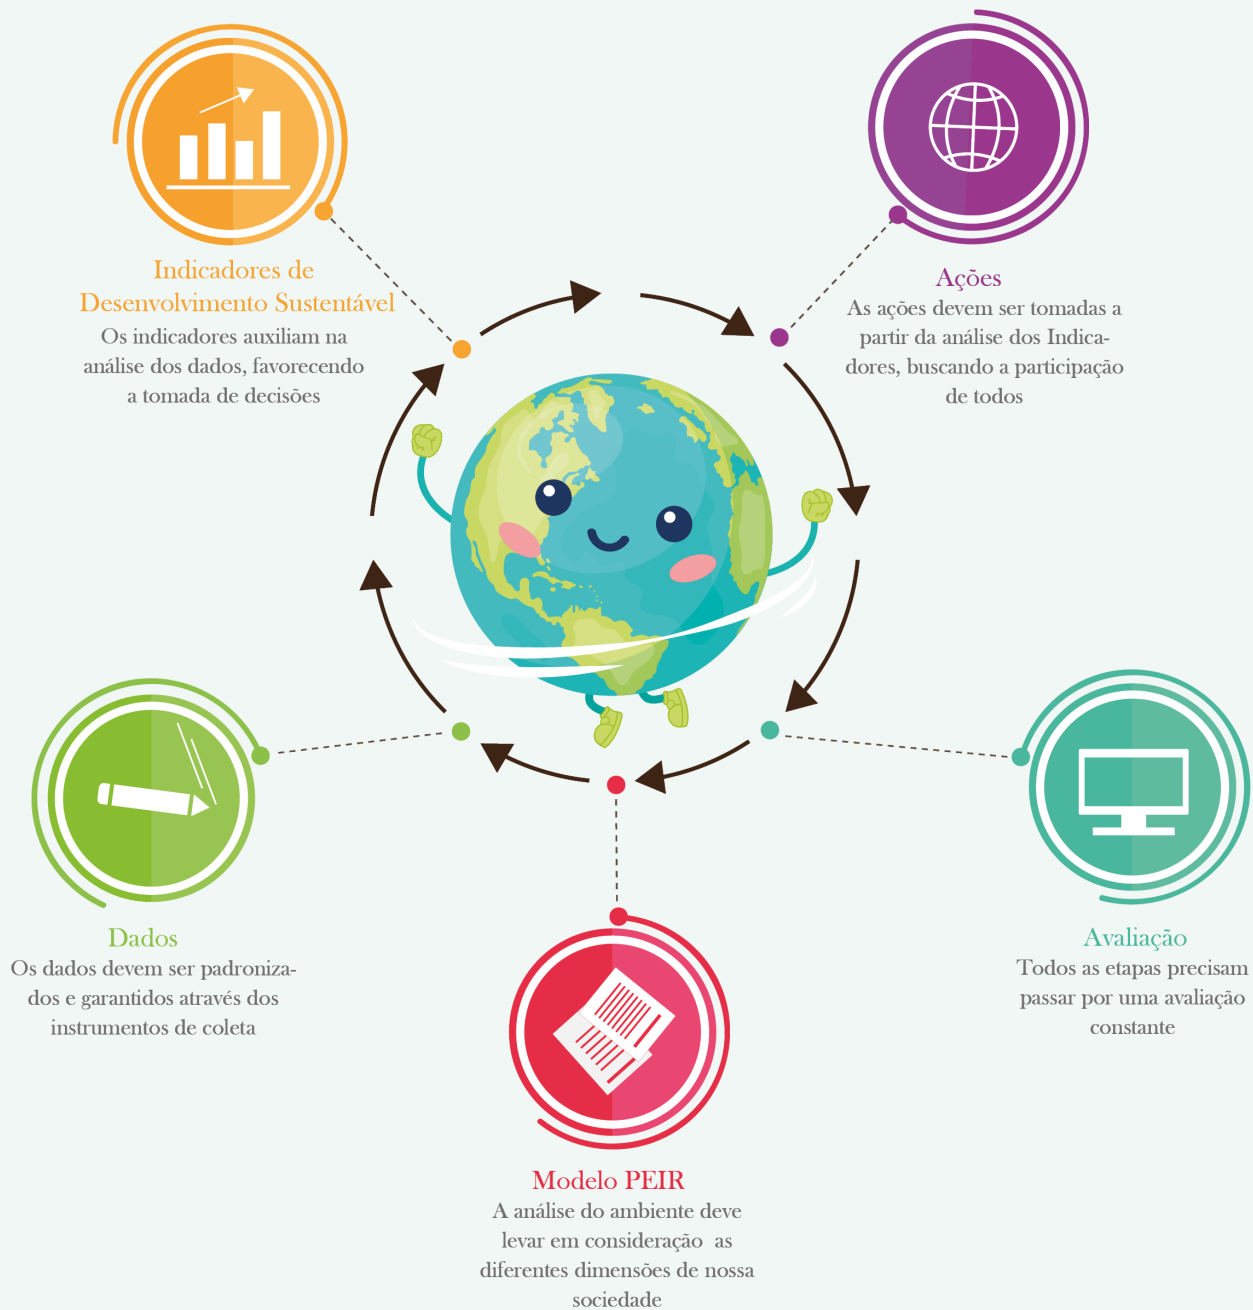 Indicadores de
Desenvolvimento Sustentável
Os indicadores auxiliam na
análise dos dados, favorecendo
a tomada de decisões
Ações
As ações devem ser tomadas a
partir da análise dos Indica-
dores, buscando a participação
de todos
Dados
Os dados devem ser padroniza-
dos e garantidos através dos
instrumentos de coleta
Avaliação
Todos as etapas precisam
passar por uma avaliação
constante
Modelo PEIR
A análise do ambiente deve
levar em consideração as
diferentes dimensões de nossa
sociedade